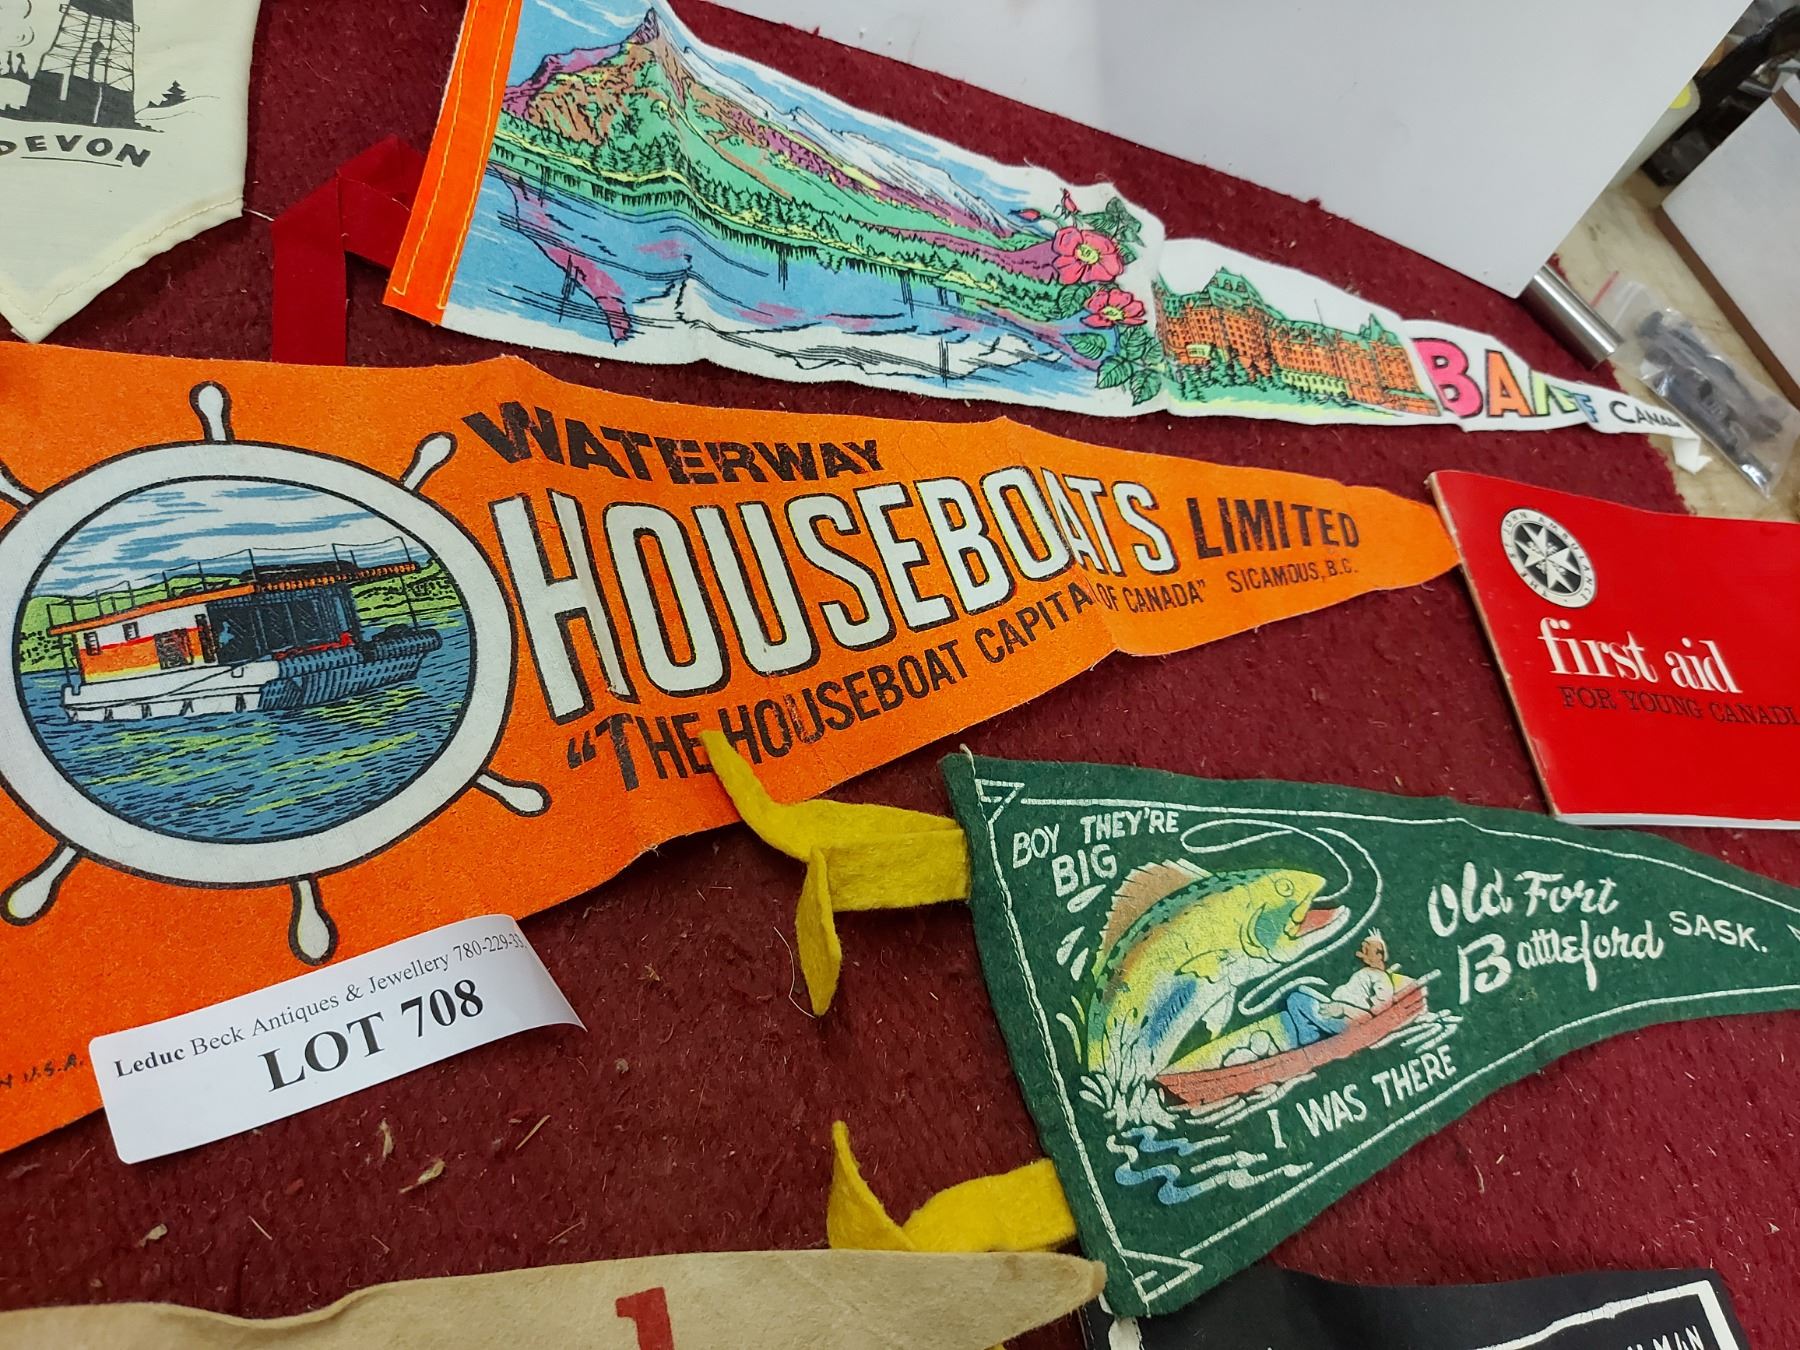 DEVON
BANFF CANADA
WATERWAY
HOUSEBOATS LIMITED
"THE HOUSEBOAT CAPITAL OF CANADA" SICAMOUS, B.C.
U.S.A.
Leduc Beck Antiques & Jewellery 780-229-33
LOT 708
first aid
FOR YOUNG CANADI
BOY THEY'RE
BIG
Old Fort
Battleford SASK.
I WAS THERE